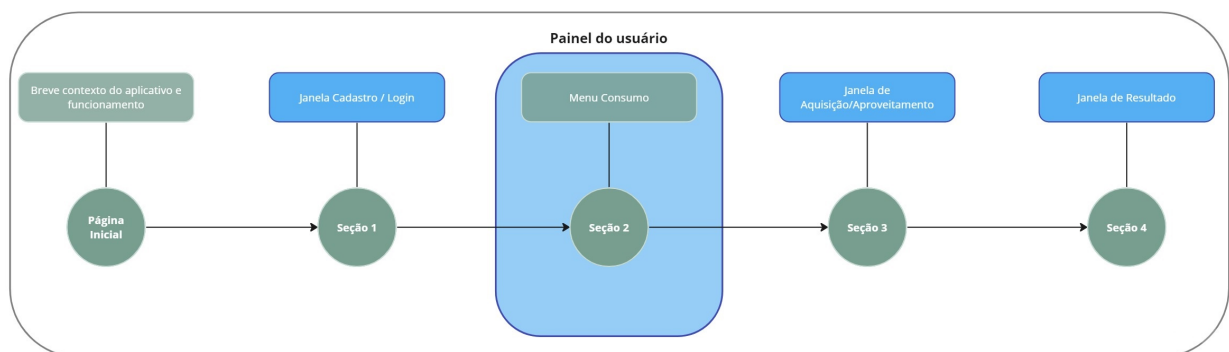 Painel do usuário
Breve contexto do aplicativo e
funcionamento
Janela Cadastro / Login
Menu Consumo
Janela de
Aquisição/Aproveitamento
Janela de Resultado
Página
Inicial
Seção 1
Seção 2
Seção 3
Seção 4